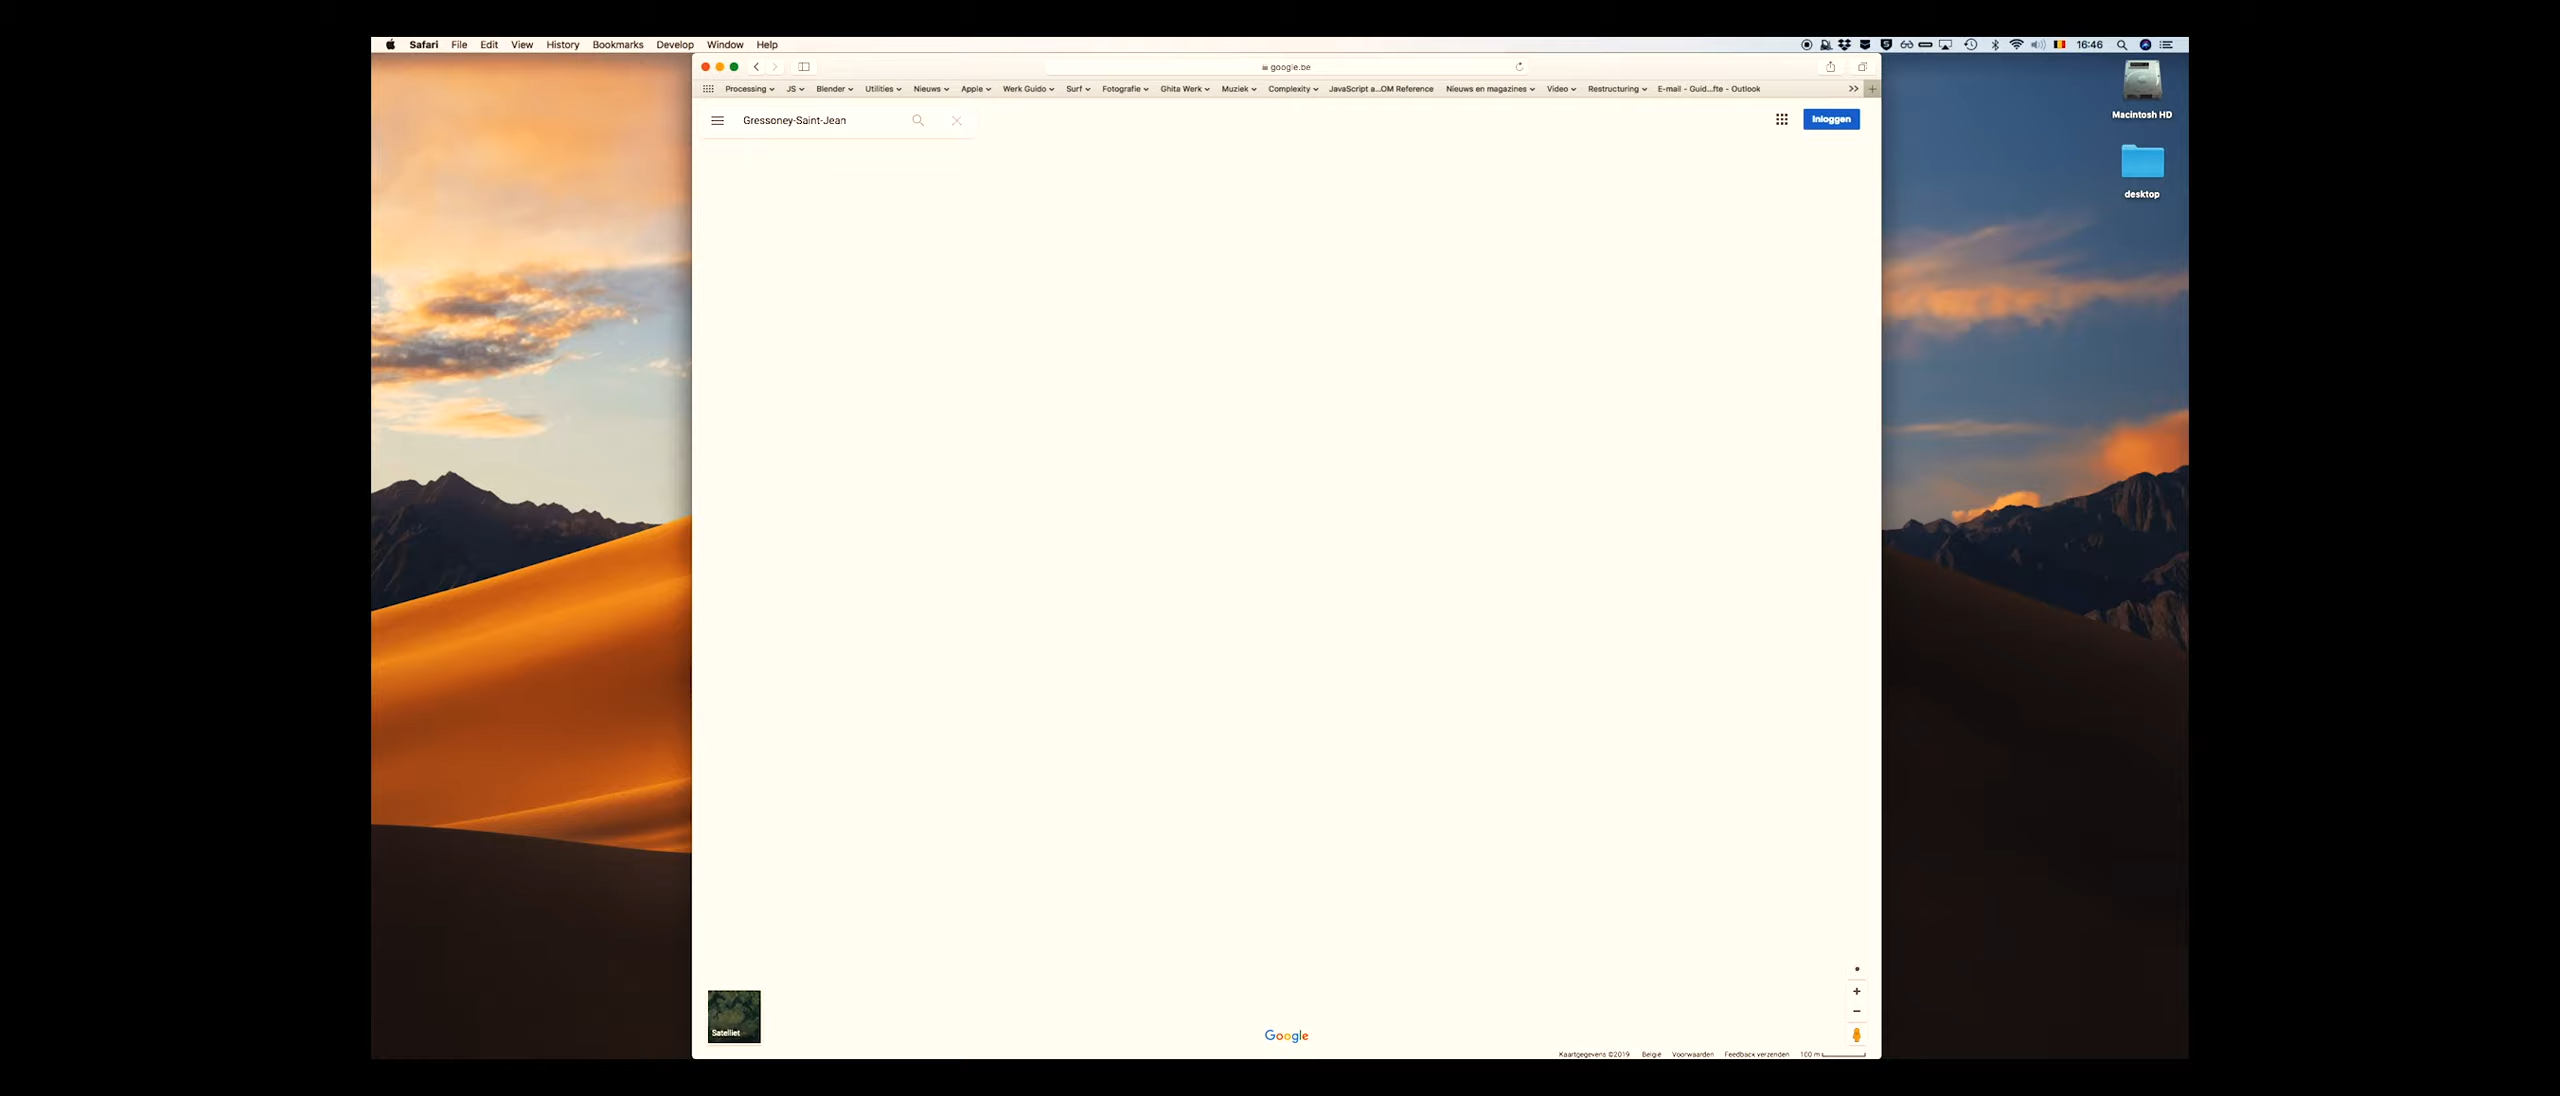 Safari File Edit View History Bookmarks Develop Window Help
16:46
google.be
Processing JS Blender Utilities Nieuws Apple Werk Guido Surf Fotografie Ghita Werk Muziek Complexity JavaScript a...OM Reference Nieuws en magazines Video Restructuring E-mail - Guid...fte - Outlook
Gressoney-Saint-Jean
Inloggen
Macintosh HD
desktop
Satelliet
Google
Kaartgegevens ©2019 België Voorwaarden Feedback verzenden 100 m